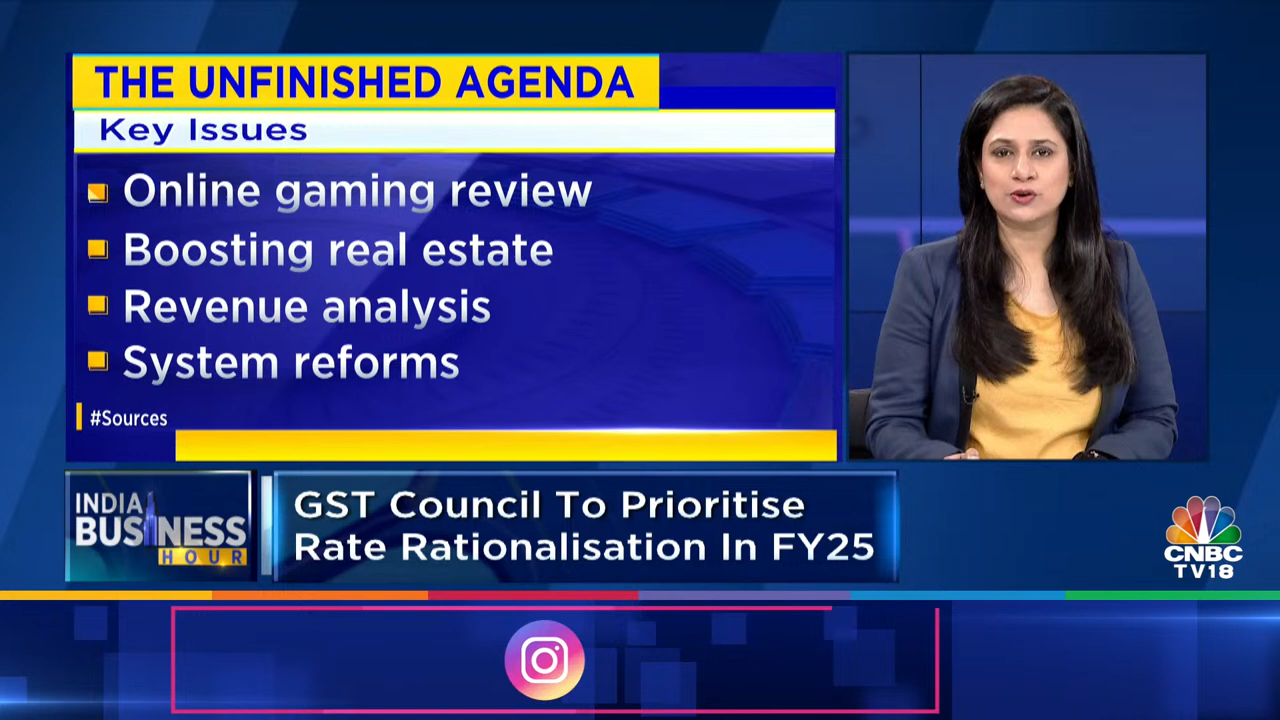 THE UNFINISHED AGENDA
Key Issues
Online gaming review
Boosting real estate
Revenue analysis
System reforms
#Sources
INDIA
BUSINESS
HOUR
GST Council To Prioritise
Rate Rationalisation In FY25
CNBC
TV18